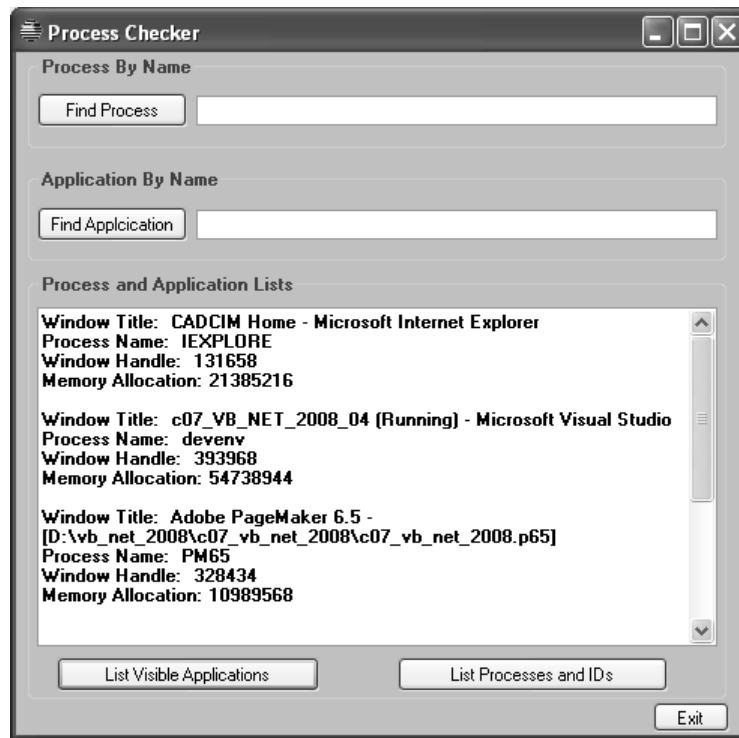 Process Checker
Process By Name
Find Process
Application By Name
Find Applcication
Process and Application Lists
Window Title:  CADCIM Home - Microsoft Internet Explorer
Process Name:  IEXPLORE
Window Handle:  131658
Memory Allocation: 21385216
Window Title:  c07_VB_NET_2008_04 (Running) - Microsoft Visual Studio
Process Name:  devenv
Window Handle:  393968
Memory Allocation: 54738944
Window Title:  Adobe PageMaker 6.5 -
[D:\vb_net_2008\c07_vb_net_2008\c07_vb_net_2008.p65]
Process Name:  PM65
Window Handle:  328434
Memory Allocation: 10989568
List Visible Applications
List Processes and IDs
Exit